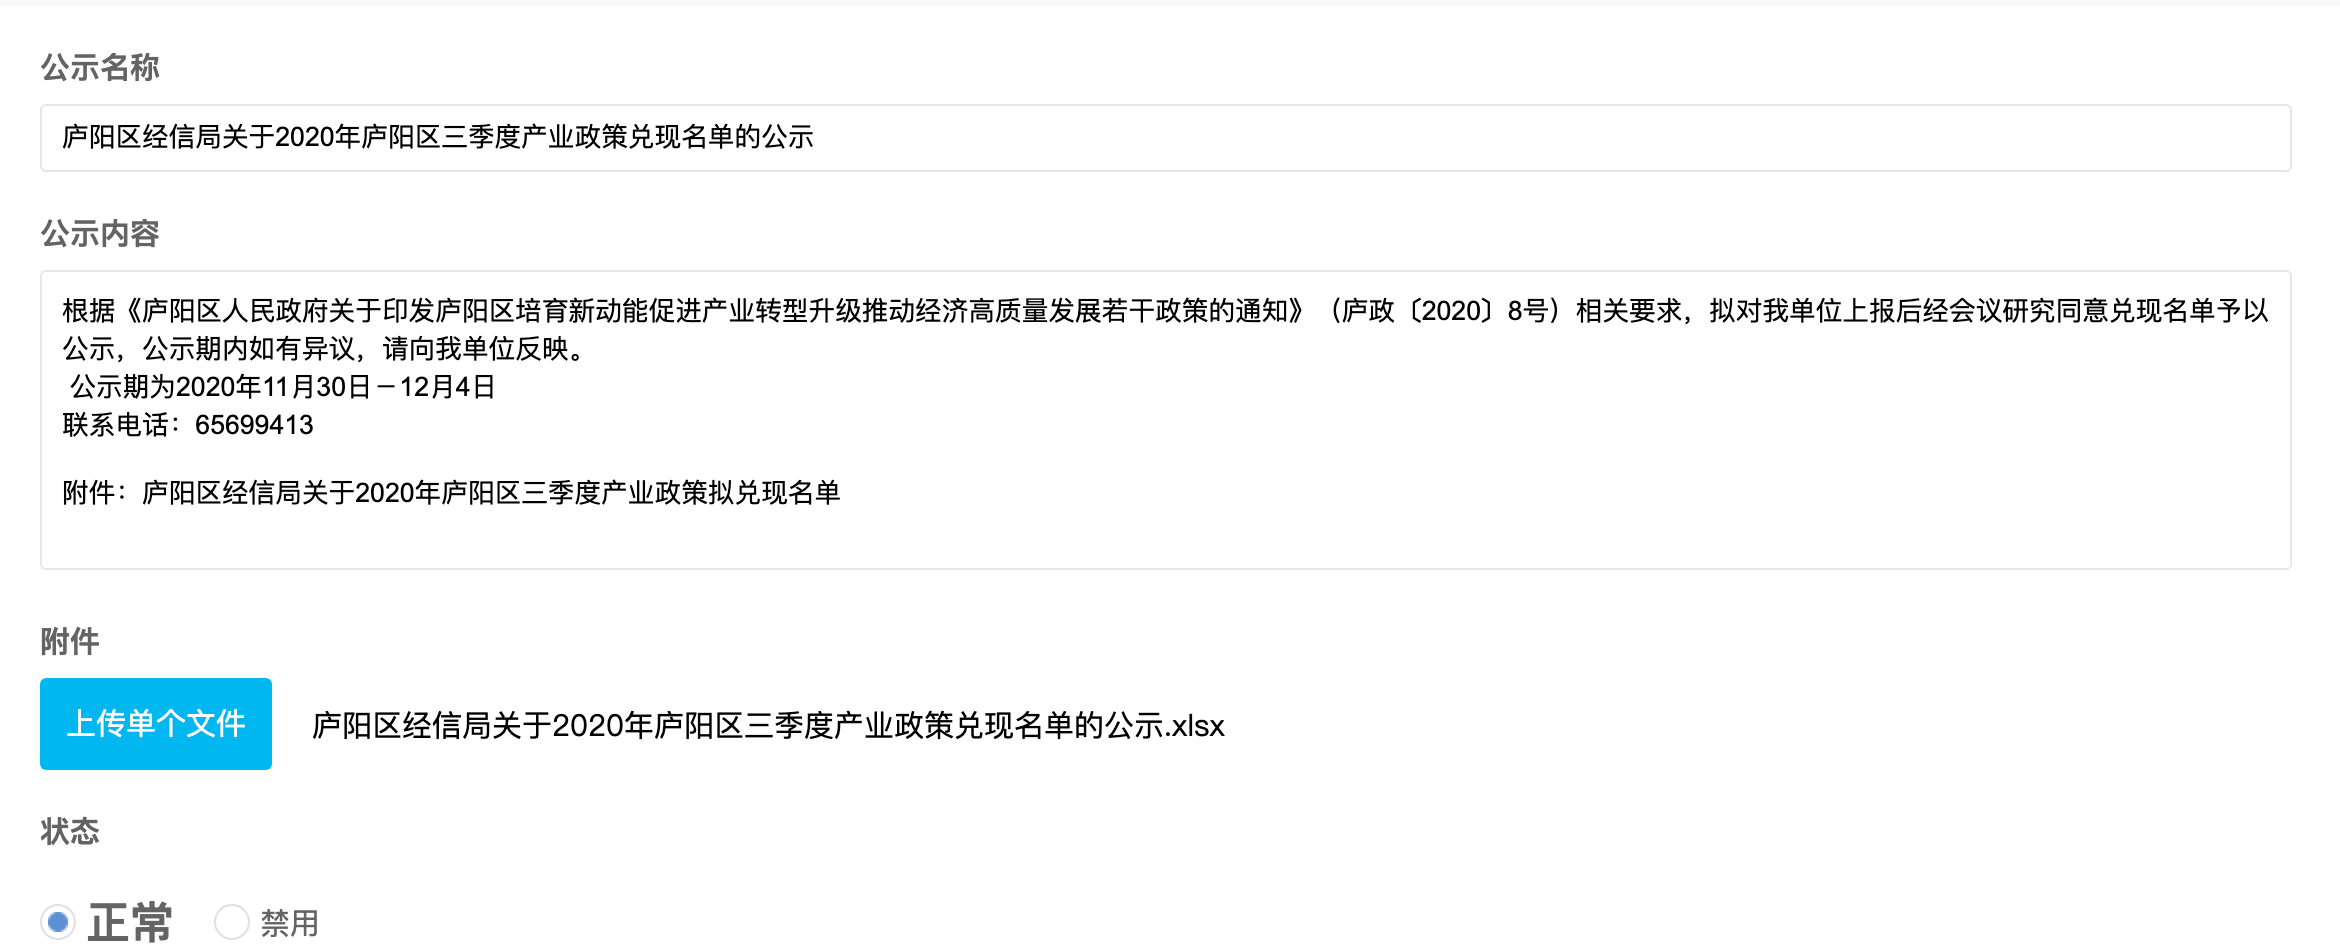 公示名称
庐阳区经信局关于2020年庐阳区三季度产业政策兑现名单的公示
公示内容
根据《庐阳区人民政府关于印发庐阳区培育新动能促进产业转型升级推动经济高质量发展若干政策的通知》（庐政〔2020〕8号）相关要求，拟对我单位上报后经会议研究同意兑现名单予以
公示，公示期内如有异议，请向我单位反映。
公示期为2020年11月30日－12月4日
联系电话：65699413
附件：庐阳区经信局关于2020年庐阳区三季度产业政策拟兑现名单
附件
上传单个文件
庐阳区经信局关于2020年庐阳区三季度产业政策兑现名单的公示.xlsx
状态
正常
禁用